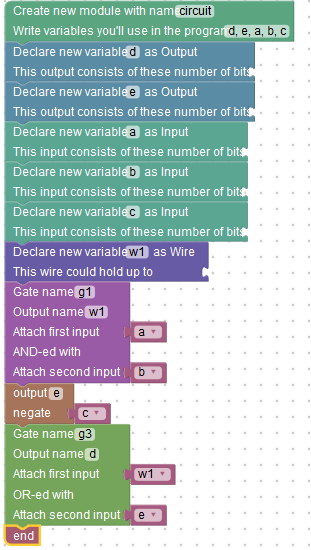 Create new module with nam circuit
Write variables you'll use in the progran d, e, a, b, c
Declare new variable d as Output
This output consists of these number of bits
Declare new variable e as Output
This output consists of these number of bits
Declare new variable a as Input
This input consists of these number of bits
Declare new variable b as Input
This input consists of these number of bits
Declare new variable c as Input
This input consists of these number of bits
Declare new variable w1 as Wire
This wire could hold up to
Gate name g1
Output name w1
Attach first input a
AND-ed with
Attach second input b
output e
negate c
Gate name g3
Output name d
Attach first input w1
OR-ed with
Attach second input e
end